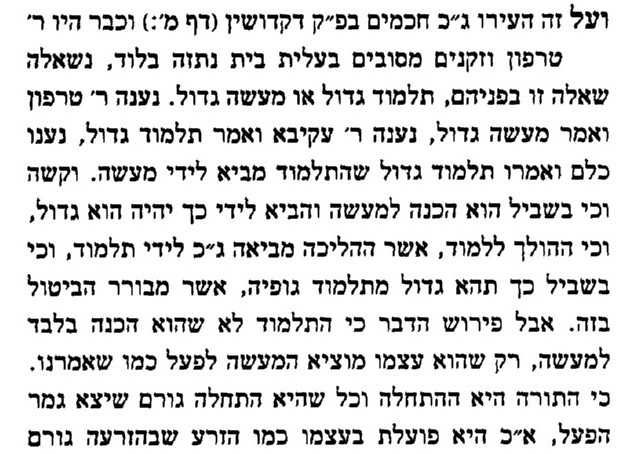 ועל זה העירו ג״כ חכמים בפ״ק דקדושין (דף מ׳:) וכבר היו ר׳
טרפון וזקנים מסובים בעלית בית נתזה בלוד, נשאלה
שאלה זו בפניהם, תלמוד גדול או מעשה גדול. נענה ר׳ טרפון
ואמר מעשה גדול, נענה ר׳ עקיבא ואמר תלמוד גדול, נענו
כלם ואמרו תלמוד גדול שהתלמוד מביא לידי מעשה. וקשה
וכי בשביל הוא הכנה למעשה והביא לידי כך יהיה הוא גדול,
וכי ההולך ללמוד, אשר ההליכה מביאה ג״כ לידי תלמוד, וכי
בשביל כך תהא גדול מתלמוד גופיה, אשר מבורר הביטול
בזה. אבל פירוש הדבר כי התלמוד לא שהוא הכנה בלבד
למעשה, רק שהוא עצמו מוציא המעשה לפעל כמו שאמרנו.
כי התורה היא ההתחלה וכל שהיא התחלה גורם שיצא גמר
הפעל, א״כ היא פועלת בעצמו כמו הזרע שבהזרעה גורם